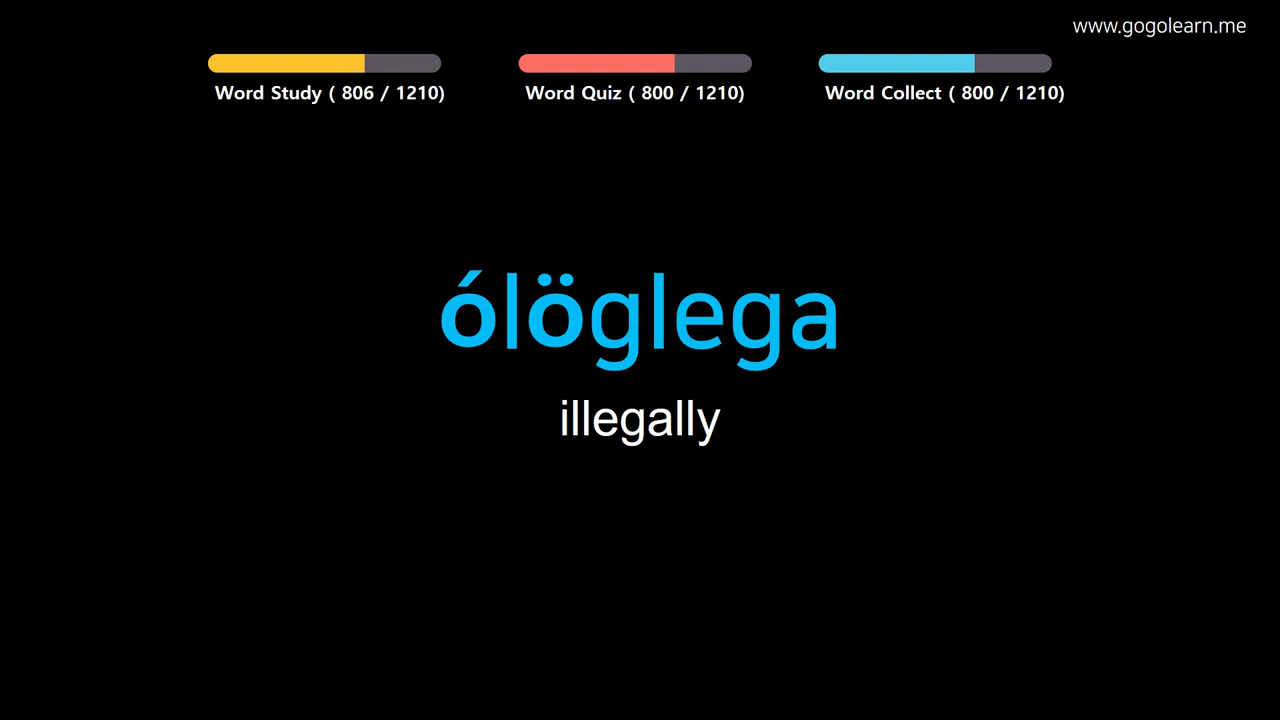 www.gogolearn.me
Word Study ( 806 / 1210)
Word Quiz ( 800 / 1210)
Word Collect ( 800 / 1210)
ólöglega
illegally